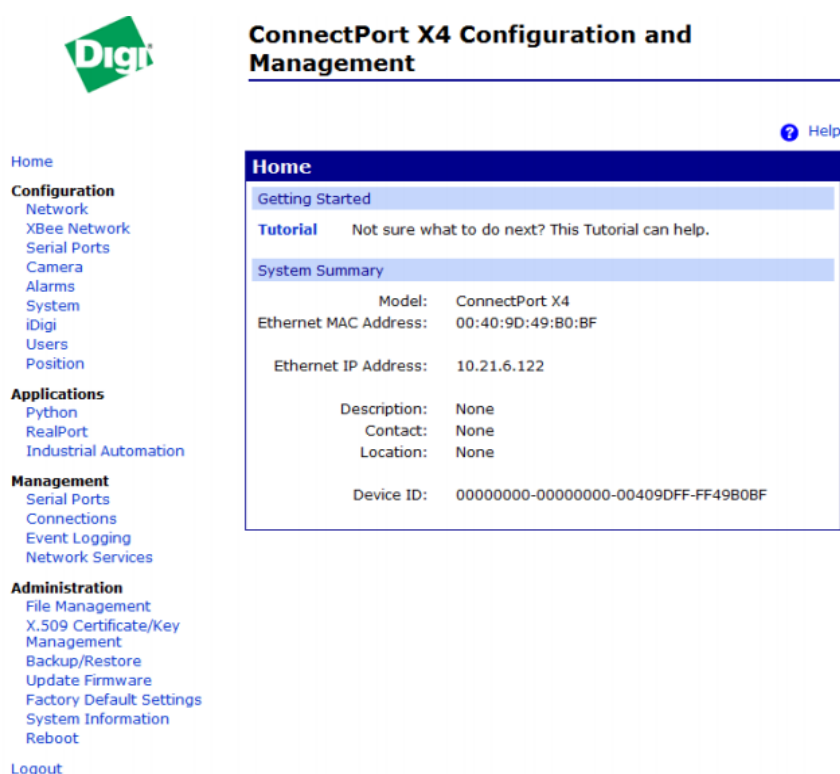 Digi
ConnectPort X4 Configuration and
Management
Help
Home
Configuration
Network
XBee Network
Serial Ports
Camera
Alarms
System
iDigi
Users
Position
Applications
Python
RealPort
Industrial Automation
Management
Serial Ports
Connections
Event Logging
Network Services
Administration
File Management
X.509 Certificate/Key
Management
Backup/Restore
Update Firmware
Factory Default Settings
System Information
Reboot
Logout
Home
Getting Started
Tutorial Not sure what to do next? This Tutorial can help.
System Summary
Model: ConnectPort X4
Ethernet MAC Address: 00:40:9D:49:B0:BF
Ethernet IP Address: 10.21.6.122
Description: None
Contact: None
Location: None
Device ID: 00000000-00000000-00409DFF-FF49B0BF